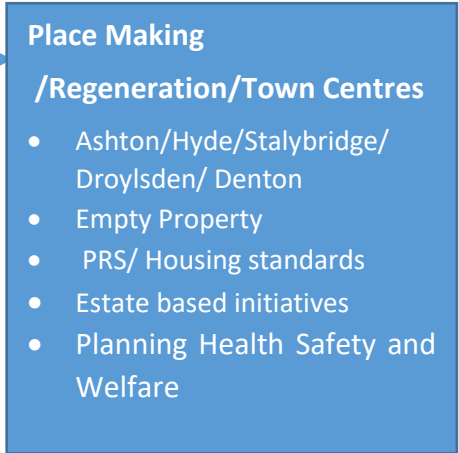 Place Making
/Regeneration/Town Centres
• Ashton/Hyde/Stalybridge/
Droylsden/ Denton
• Empty Property
• PRS/ Housing standards
• Estate based initiatives
• Planning Health Safety and
Welfare